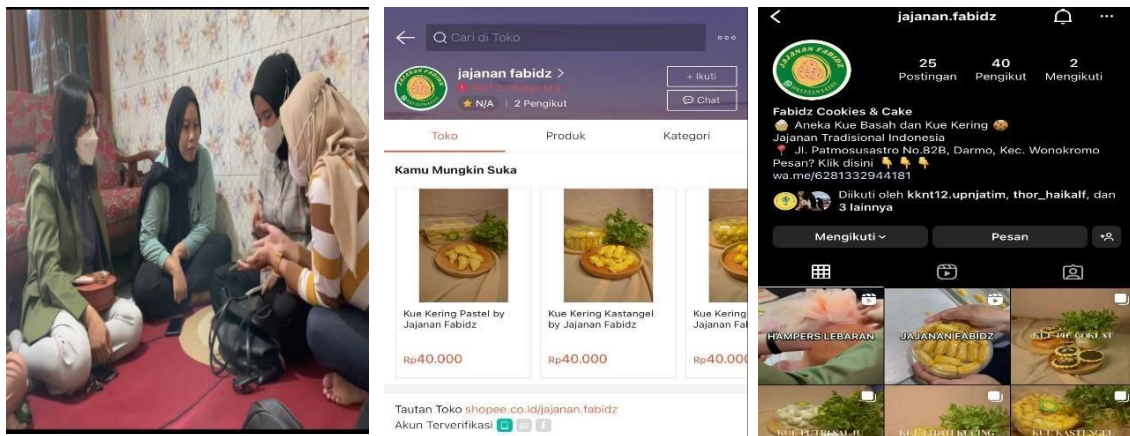 Cari di Toko
JAJANAN FABIDZ
jajanan fabidz >
+ Ikuti
N/A | 2 Pengikut
Chat
Toko Produk Kategori
Kamu Mungkin Suka
Kue Kering Pastel by
Jajanan Fabidz
Rp40.000
Kue Kering Kastangel
by Jajanan Fabidz
Rp40.000
Kue Kering
Rp40.000
Tautan Toko shopee.co.id/jajanan.fabidz
Akun Terverifikasi
jajanan.fabidz
JAJANAN FABIDZ
25 40 2
Postingan Pengikut Mengikuti
Fabidz Cookies & Cake
Aneka Kue Basah dan Kue Kering
Jajanan Tradisional Indonesia
Jl. Patmosusastro No.82B, Darmo, Kec. Wonokromo
Pesan? Klik disini
wa.me/6281332944181
Diikuti oleh kknt12.upnjatim, thor_haikalf, dan
3 lainnya
Mengikuti
Pesan
HAMPERS LEBARAN
JAJANAN FABIDZ
KUE PIE COKLAT
KUE PUTRI SALJU
KUE LIDAH KUCING
KUE KASTENGEL